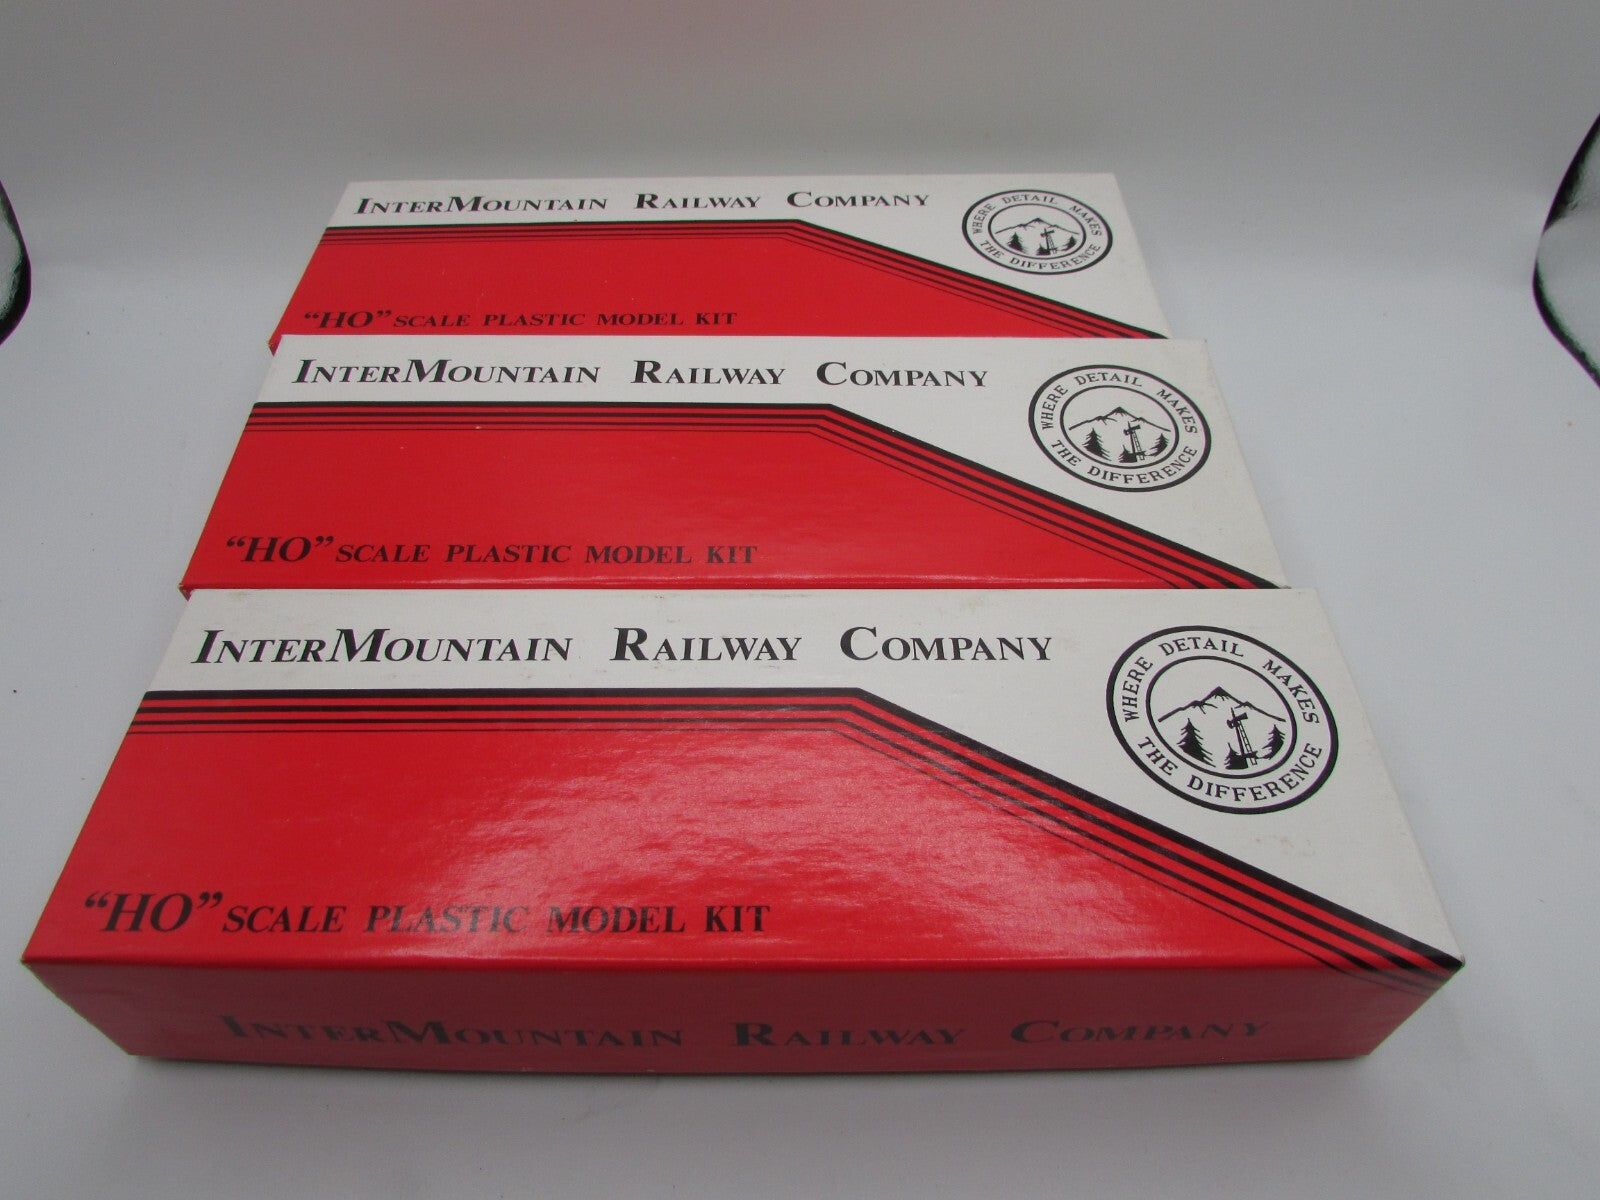 INTERMOUNTAIN RAILWAY COMPANY
WHERE DETAIL MAKES
THE DIFFERENCE
"HO" SCALE PLASTIC MODEL KIT
INTERMOUNTAIN RAILWAY COMPANY
WHERE DETAIL MAKES
THE DIFFERENCE
"HO" SCALE PLASTIC MODEL KIT
INTERMOUNTAIN RAILWAY COMPANY
WHERE DETAIL MAKES
THE DIFFERENCE
"HO" SCALE PLASTIC MODEL KIT
INTERMOUNTAIN RAILWAY COMPANY